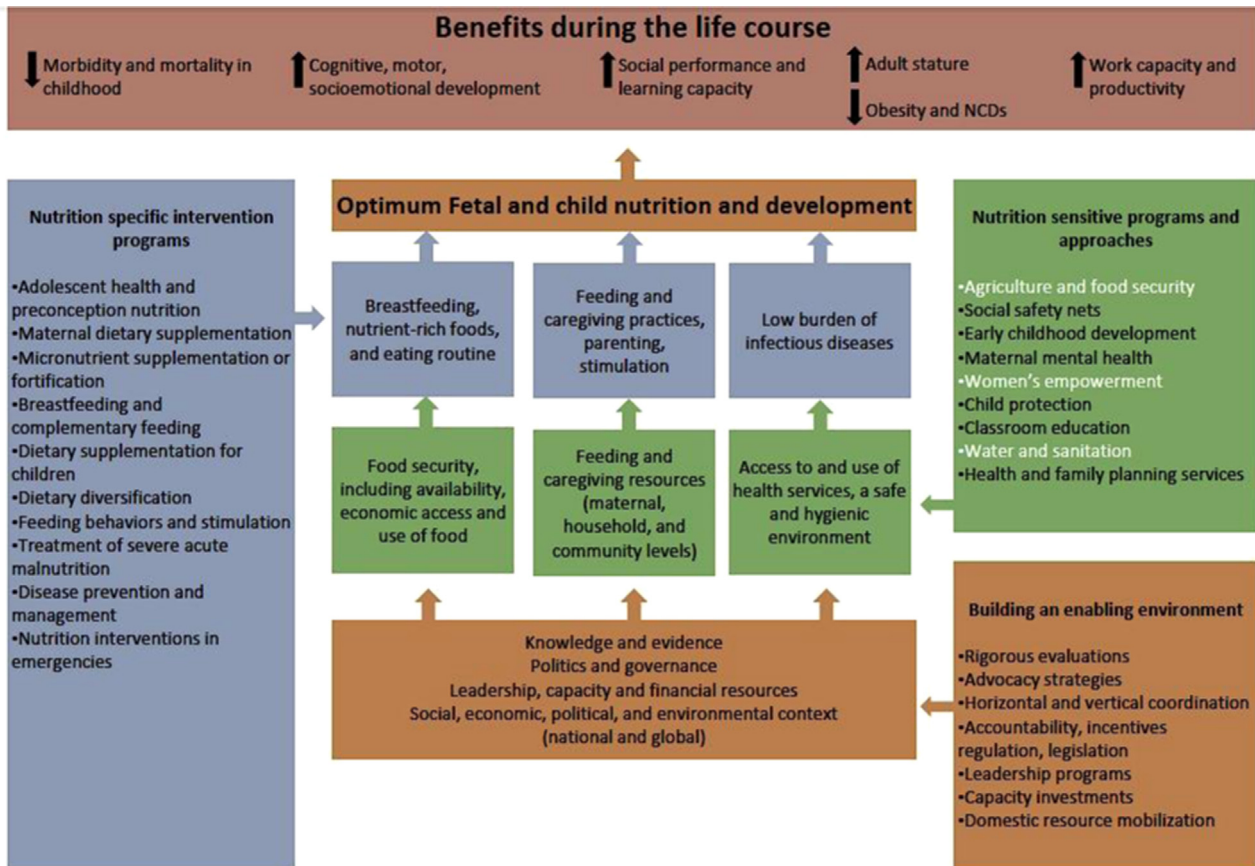 Benefits during the life course
Morbidity and mortality in
childhood
Cognitive, motor,
socioemotional development
Social performance and
learning capacity
Adult stature
Obesity and NCDs
Work capacity and
productivity
Nutrition specific intervention
programs
•Adolescent health and
preconception nutrition
•Maternal dietary supplementation
•Micronutrient supplementation or
fortification
•Breastfeeding and
complementary feeding
•Dietary supplementation for
children
•Dietary diversification
•Feeding behaviors and stimulation
•Treatment of severe acute
malnutrition
•Disease prevention and
management
•Nutrition interventions in
emergencies
Optimum Fetal and child nutrition and development
Breastfeeding,
nutrient-rich foods,
and eating routine
Feeding and
caregiving practices,
parenting,
stimulation
Low burden of
infectious diseases
Food security,
including availability,
economic access and
use of food
Feeding and
caregiving resources
(maternal,
household, and
community levels)
Access to and use of
health services, a safe
and hygienic
environment
Knowledge and evidence
Politics and governance
Leadership, capacity and financial resources
Social, economic, political, and environmental context
(national and global)
Nutrition sensitive programs and
approaches
•Agriculture and food security
•Social safety nets
•Early childhood development
•Maternal mental health
•Women's empowerment
•Child protection
•Classroom education
•Water and sanitation
•Health and family planning services
Building an enabling environment
•Rigorous evaluations
•Advocacy strategies
•Horizontal and vertical coordination
•Accountability, incentives
regulation, legislation
•Leadership programs
•Capacity investments
•Domestic resource mobilization